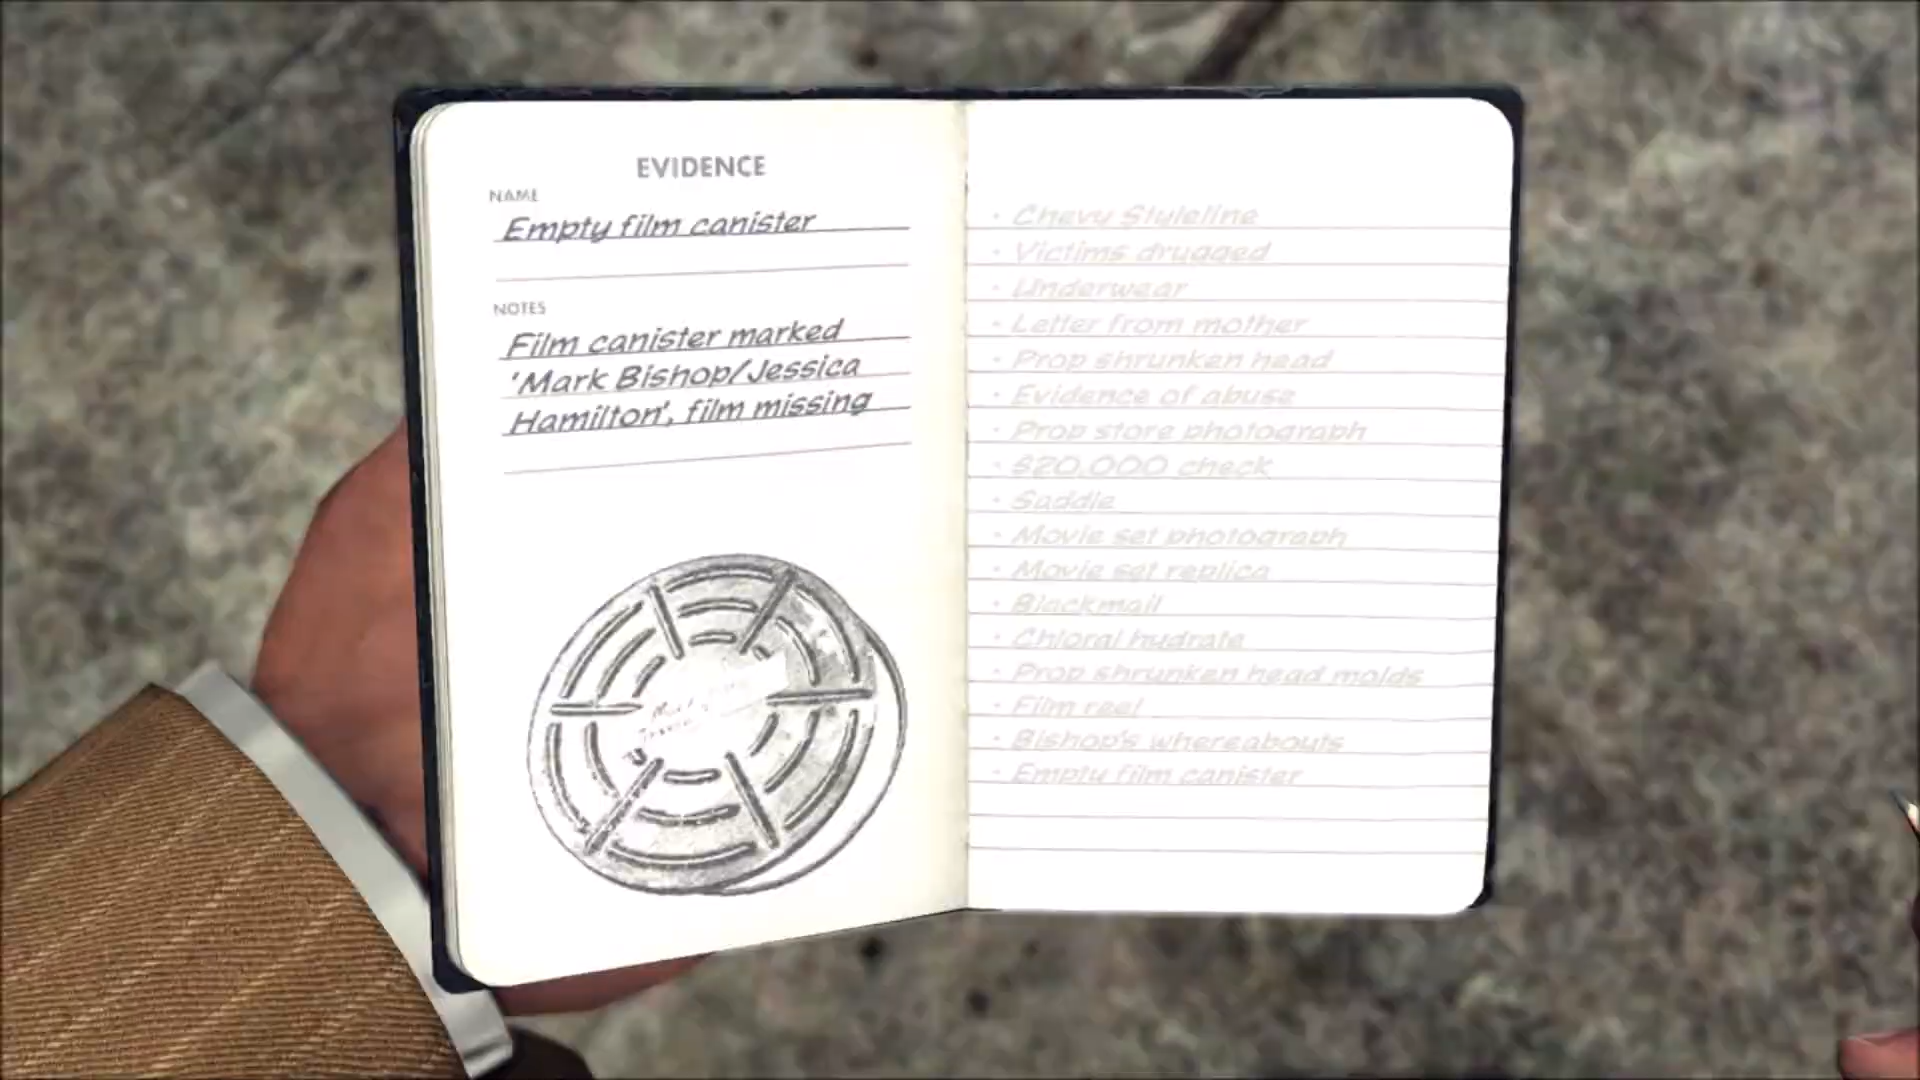 EVIDENCE
NAME
Empty film canister
NOTES
Film canister marked
'Mark Bishop/Jessica
Hamilton', film missing
• Chevy Styleline
• Victims drugged
• Underwear
• Letter from mother
• Prop shrunken head
• Evidence of abuse
• Prop store photograph
• $20,000 check
• Saddle
• Movie set photograph
• Movie set replica
• Blackmail
• Chloral hydrate
• Prop shrunken head molds
• Film reel
• Bishop's whereabouts
• Empty film canister